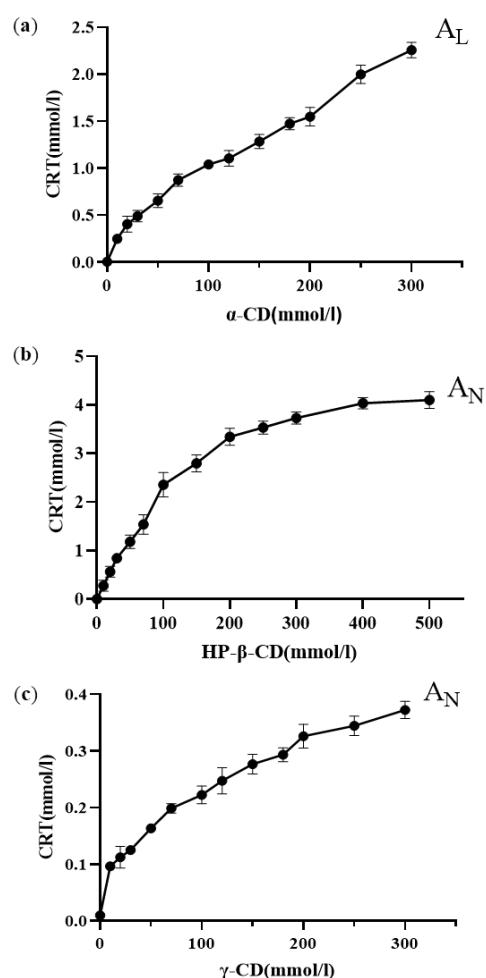 (a)
A_L
CRT(mmol/l)
2.5
2.0
1.5
1.0
0.5
0.0
0 100 200 300
α-CD(mmol/l)
(b)
A_N
CRT(mmol/l)
5
4
3
2
1
0
0 100 200 300 400 500
HP-β-CD(mmol/l)
(c)
A_N
CRT(mmol/l)
0.4
0.3
0.2
0.1
0.0
0 100 200 300
γ-CD(mmol/l)